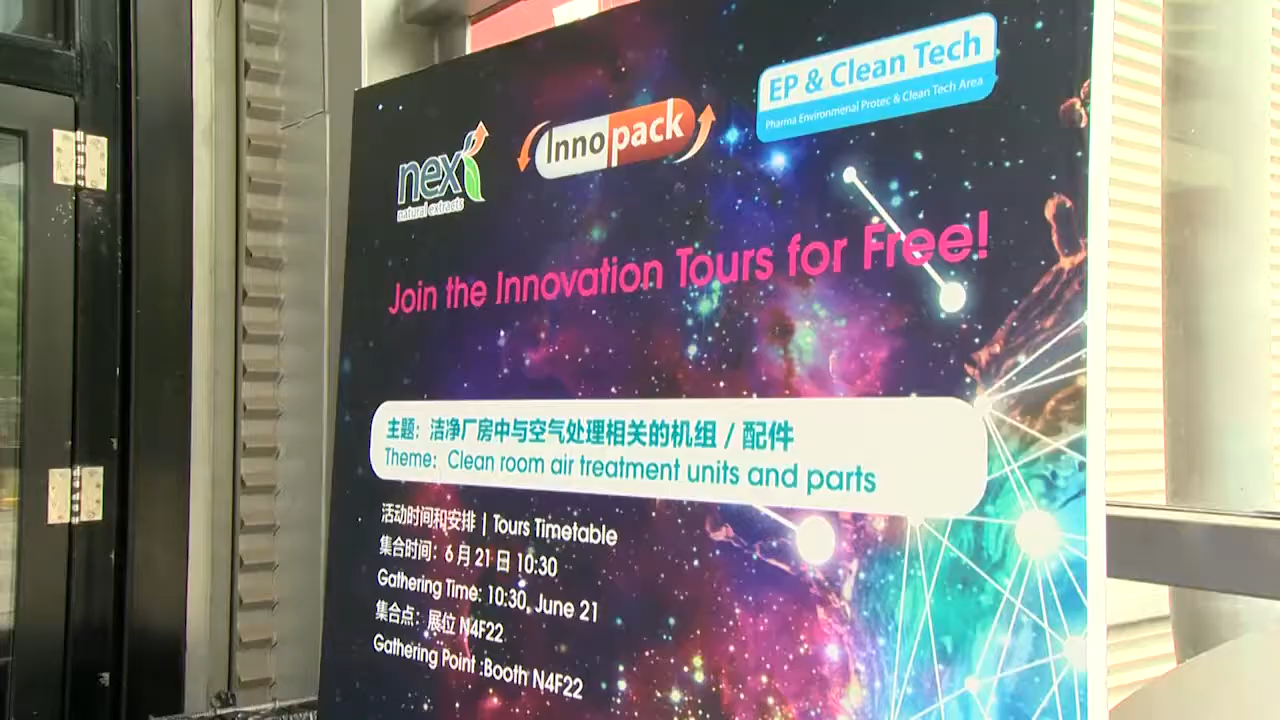 nex
natural extracts
Innopack
EP & Clean Tech
Pharma Environmenal Protec & Clean Tech Area
Join the Innovation Tours for Free!
主题：洁净厂房中与空气处理相关的机组 / 配件
Theme: Clean room air treatment units and parts
活动时间和安排 | Tours Timetable
集合时间：6 月 21 日 10:30
Gathering Time: 10:30, June 21
集合点：展位 N4F22
Gathering Point :Booth N4F22